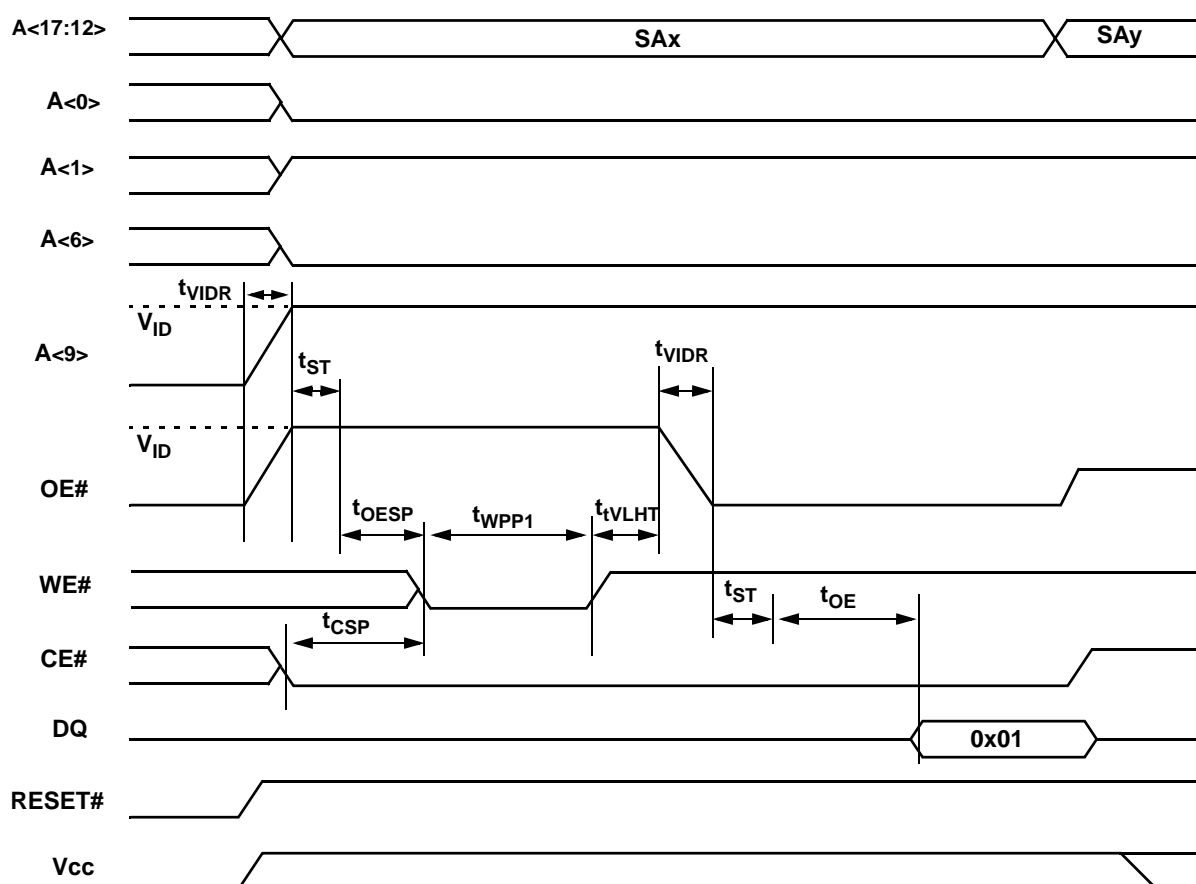 A<17:12>
SAx
SAy
A<0>
A<1>
A<6>
tVIDR
VID
A<9>
tST
tVIDR
VID
OE#
tOESP
tWPP1
ttVLHT
WE#
tCSP
tST
tOE
CE#
DQ
0x01
RESET#
Vcc